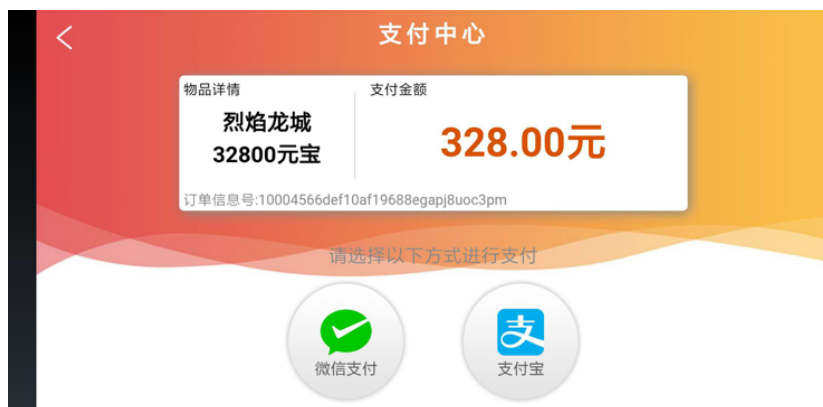 支付中心
物品详情
支付金额
烈焰龙城
32800元宝
328.00元
订单信息号:10004566def10af19688egapj8uoc3pm
请选择以下方式进行支付
支
微信支付
支付宝